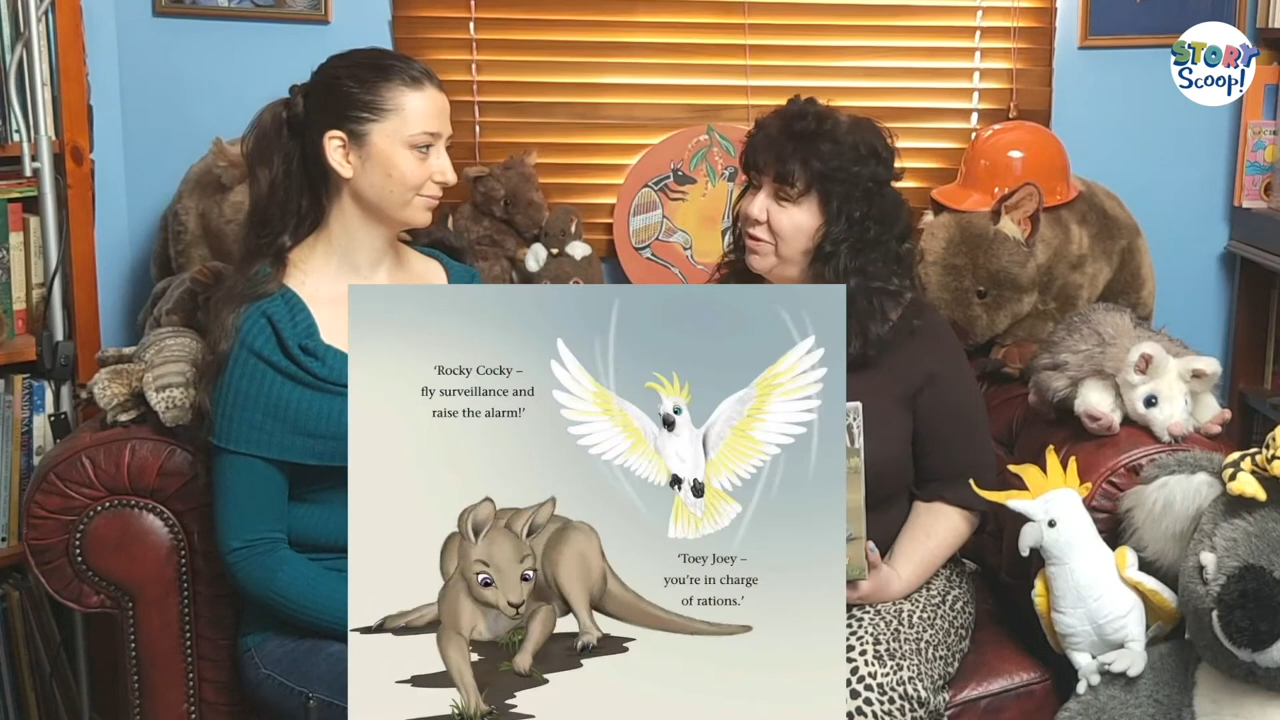 STORY
Scoop!
'Rocky Cocky –
fly surveillance and
raise the alarm!'
'Toey Joey –
you're in charge
of rations.'